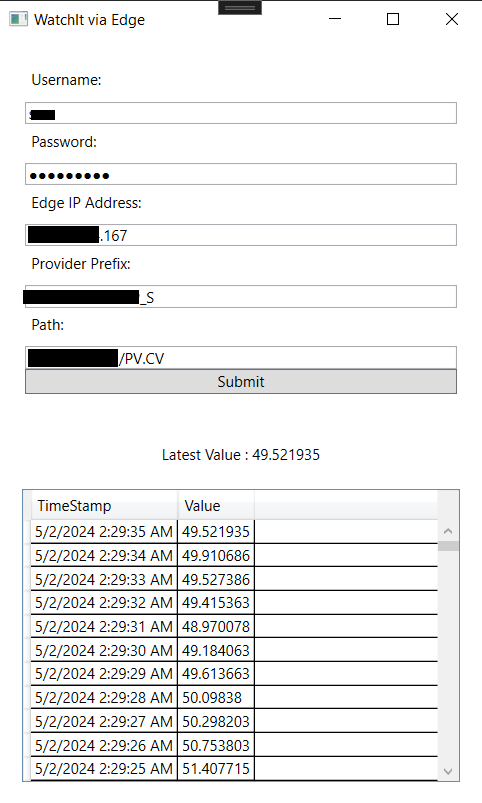 WatchIt via Edge
Username:
Password:
●●●●●●●●●
Edge IP Address:
.167
Provider Prefix:
_S
Path:
/PV.CV
Submit
Latest Value : 49.521935
TimeStamp Value
5/2/2024 2:29:35 AM 49.521935
5/2/2024 2:29:34 AM 49.910686
5/2/2024 2:29:33 AM 49.527386
5/2/2024 2:29:32 AM 49.415363
5/2/2024 2:29:31 AM 48.970078
5/2/2024 2:29:30 AM 49.184063
5/2/2024 2:29:29 AM 49.613663
5/2/2024 2:29:28 AM 50.09838
5/2/2024 2:29:27 AM 50.298203
5/2/2024 2:29:26 AM 50.753803
5/2/2024 2:29:25 AM 51.407715